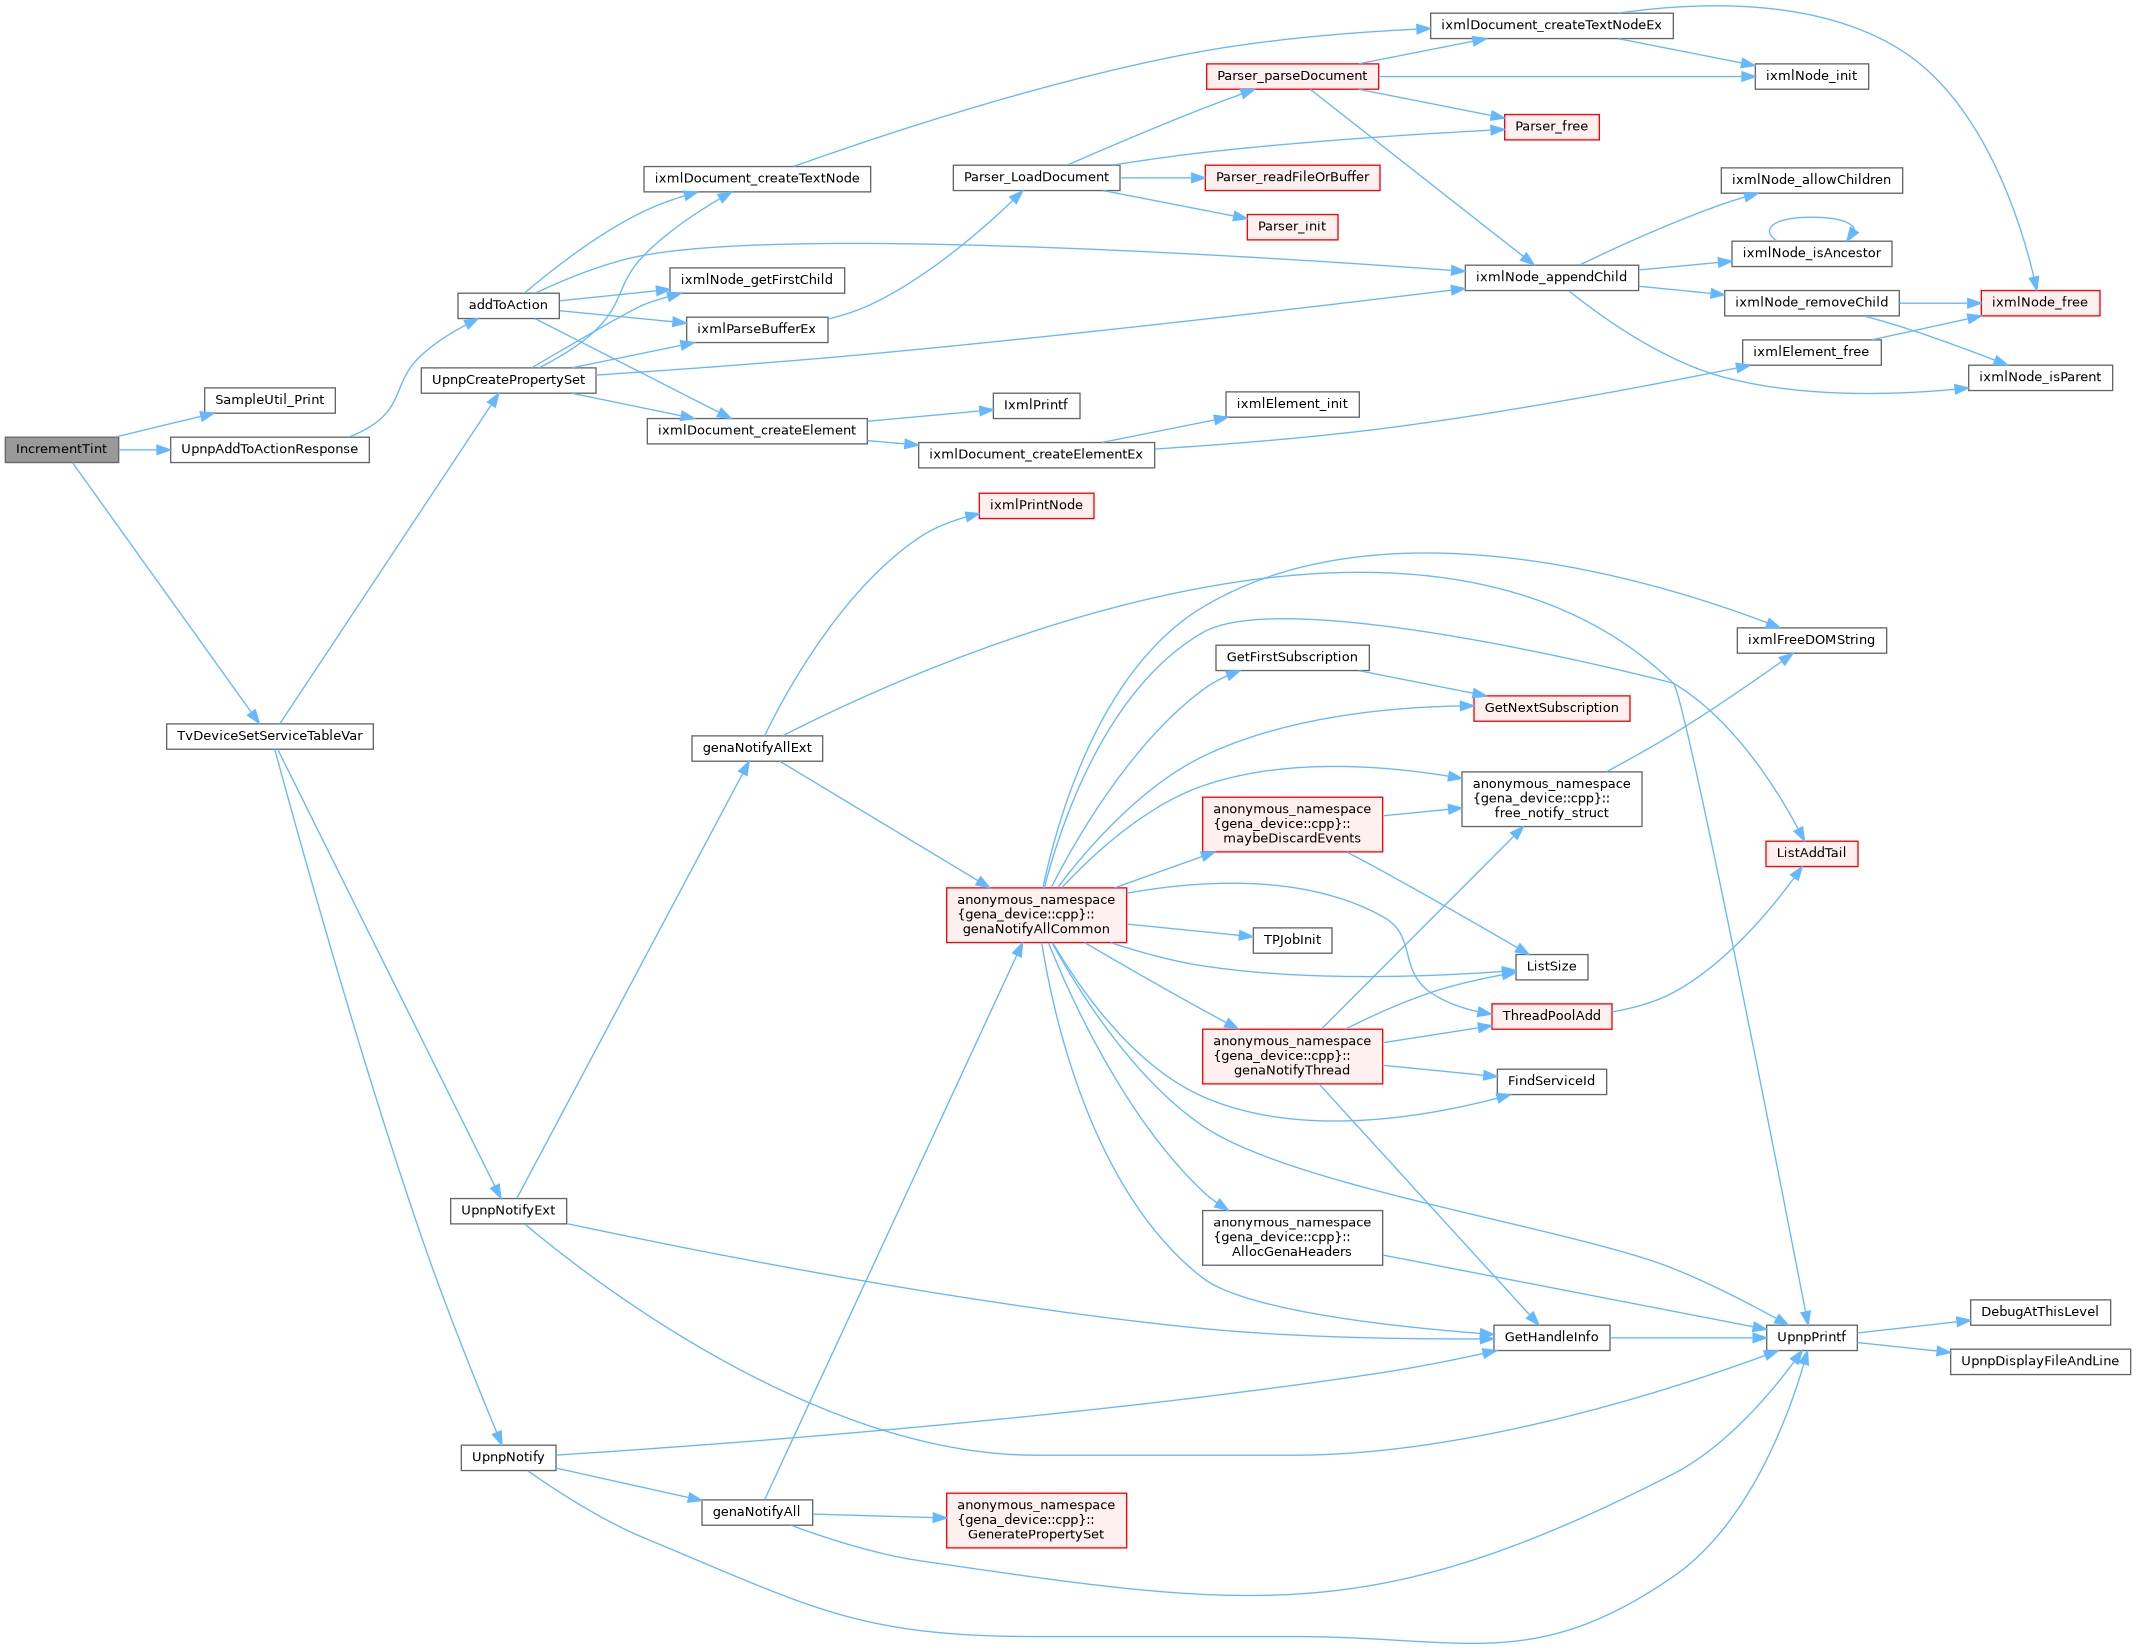 ixmlDocument_createTextNodeEx
Parser_parseDocument
ixmlNode_init
Parser_free
ixmlDocument_createTextNode
Parser_LoadDocument
Parser_readFileOrBuffer
ixmlNode_allowChildren
Parser_init
ixmlNode_isAncestor
ixmlNode_getFirstChild
ixmlNode_appendChild
addToAction
ixmlNode_removeChild
ixmlNode_free
ixmlParseBufferEx
ixmlElement_free
UpnpCreatePropertySet
ixmlNode_isParent
SampleUtil_Print
IxmlPrintf
ixmlElement_init
ixmlDocument_createElement
IncrementTint
UpnpAddToActionResponse
ixmlDocument_createElementEx
ixmlPrintNode
ixmlFreeDOMString
GetFirstSubscription
GetNextSubscription
TvDeviceSetServiceTableVar
genaNotifyAllExt
anonymous_namespace
{gena_device::cpp}::
free_notify_struct
anonymous_namespace
{gena_device::cpp}::
maybeDiscardEvents
ListAddTail
anonymous_namespace
{gena_device::cpp}::
genaNotifyAllCommon
TPJobInit
ListSize
ThreadPoolAdd
anonymous_namespace
{gena_device::cpp}::
genaNotifyThread
FindServiceId
UpnpNotifyExt
anonymous_namespace
{gena_device::cpp}::
AllocGenaHeaders
DebugAtThisLevel
GetHandleInfo
UpnpPrintf
UpnpDisplayFileAndLine
UpnpNotify
genaNotifyAll
anonymous_namespace
{gena_device::cpp}::
GeneratePropertySet